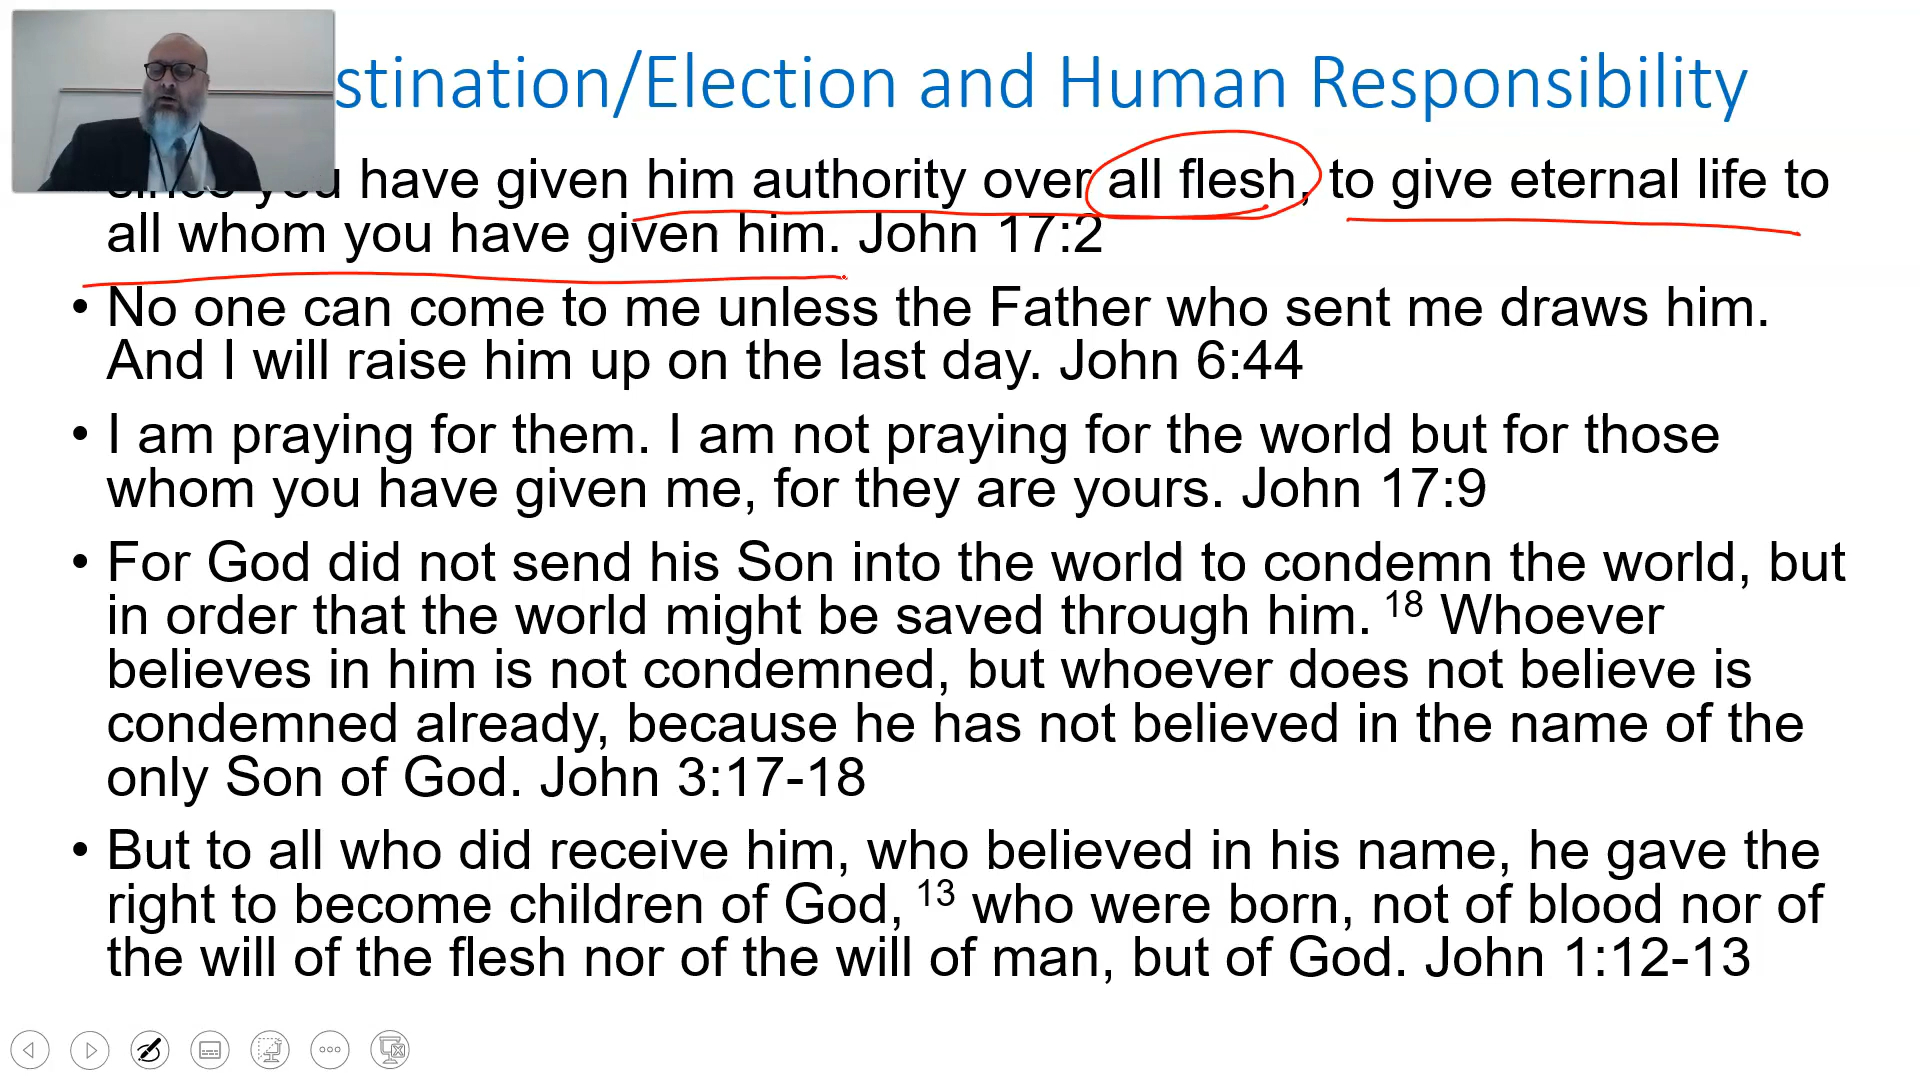 stination/Election and Human Responsibility
since you have given him authority over all flesh, to give eternal life to
all whom you have given him. John 17:2
• No one can come to me unless the Father who sent me draws him.
And I will raise him up on the last day. John 6:44
• I am praying for them. I am not praying for the world but for those
whom you have given me, for they are yours. John 17:9
• For God did not send his Son into the world to condemn the world, but
in order that the world might be saved through him. 18 Whoever
believes in him is not condemned, but whoever does not believe is
condemned already, because he has not believed in the name of the
only Son of God. John 3:17-18
• But to all who did receive him, who believed in his name, he gave the
right to become children of God, 13 who were born, not of blood nor of
the will of the flesh nor of the will of man, but of God. John 1:12-13